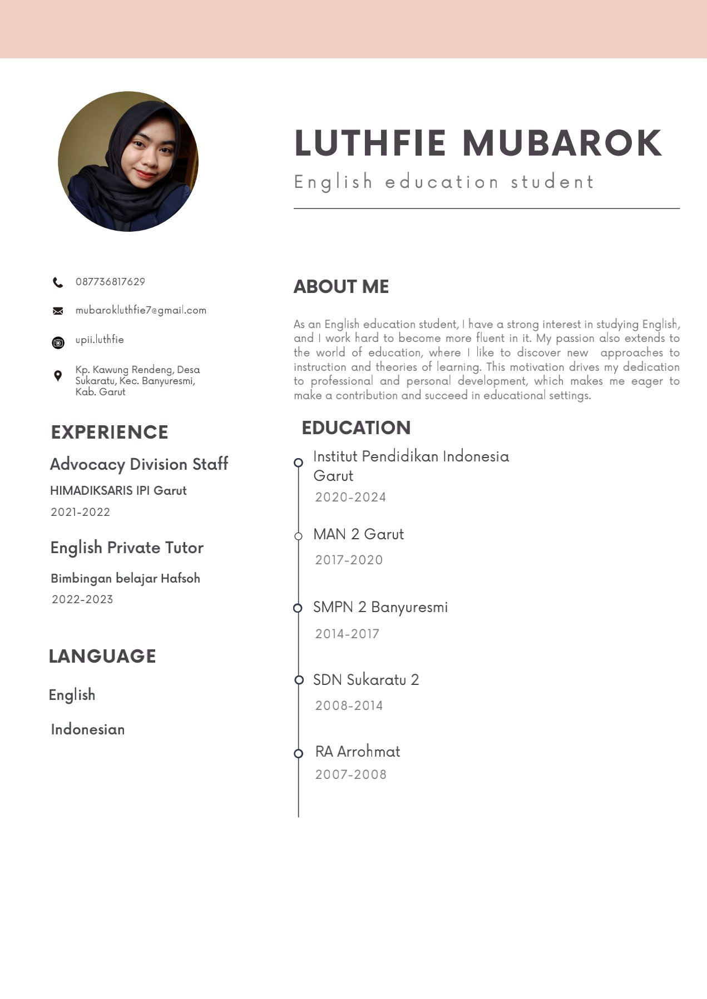 LUTHFIE MUBAROK
English education student
087736817629
mubarokluthfie7@gmail.com
upii.luthfie
Kp. Kawung Rendeng, Desa
Sukaratu, Kec. Banyuresmi,
Kab. Garut
EXPERIENCE
Advocacy Division Staff
HIMADIKSARIS IPI Garut
2021-2022
English Private Tutor
Bimbingan belajar Hafsoh
2022-2023
LANGUAGE
English
Indonesian
ABOUT ME
As an English education student, I have a strong interest in studying English,
and I work hard to become more fluent in it. My passion also extends to
the world of education, where I like to discover new approaches to
instruction and theories of learning. This motivation drives my dedication
to professional and personal development, which makes me eager to
make a contribution and succeed in educational settings.
EDUCATION
Institut Pendidikan Indonesia
Garut
2020-2024
MAN 2 Garut
2017-2020
SMPN 2 Banyuresmi
2014-2017
SDN Sukaratu 2
2008-2014
RA Arrohmat
2007-2008